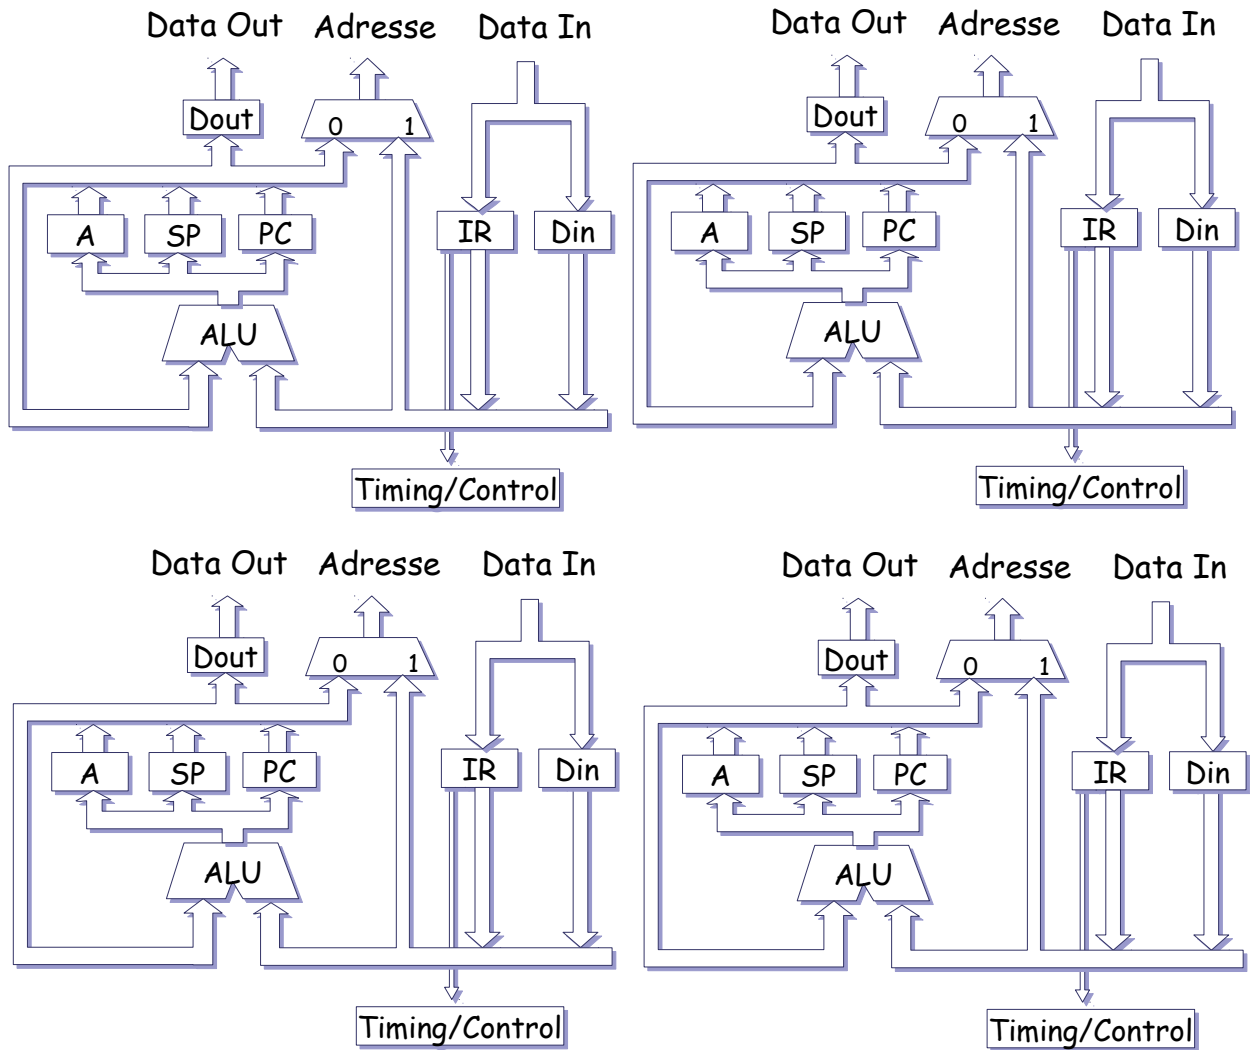 Data Out Adresse Data In
Dout 0 1
A SP PC IR Din
ALU
Timing/Control
Data Out Adresse Data In
Dout 0 1
A SP PC IR Din
ALU
Timing/Control
Data Out Adresse Data In
Dout 0 1
A SP PC IR Din
ALU
Timing/Control
Data Out Adresse Data In
Dout 0 1
A SP PC IR Din
ALU
Timing/Control